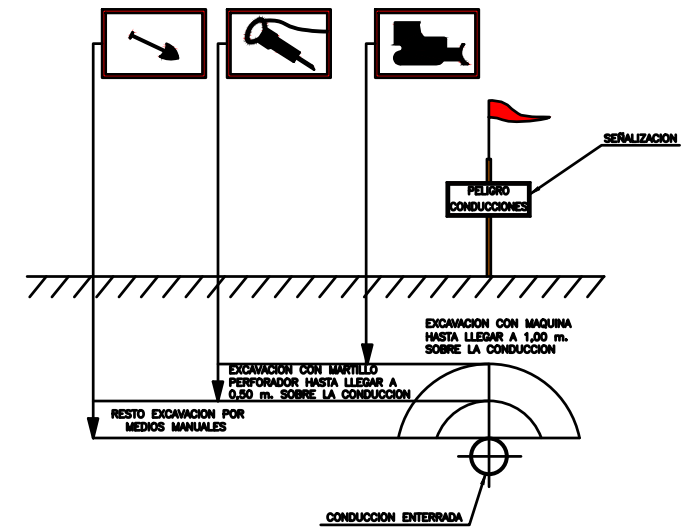 SEÑALIZACION
PELIGRO
CONDUCCIONES
EXCAVACION CON MAQUINA
HASTA LLEGAR A 1,00 m.
SOBRE LA CONDUCCION
EXCAVACION CON MARTILLO
PERFORADOR HASTA LLEGAR A
0,50 m. SOBRE LA CONDUCCION
RESTO EXCAVACION POR
MEDIOS MANUALES
CONDUCCION ENTERRADA